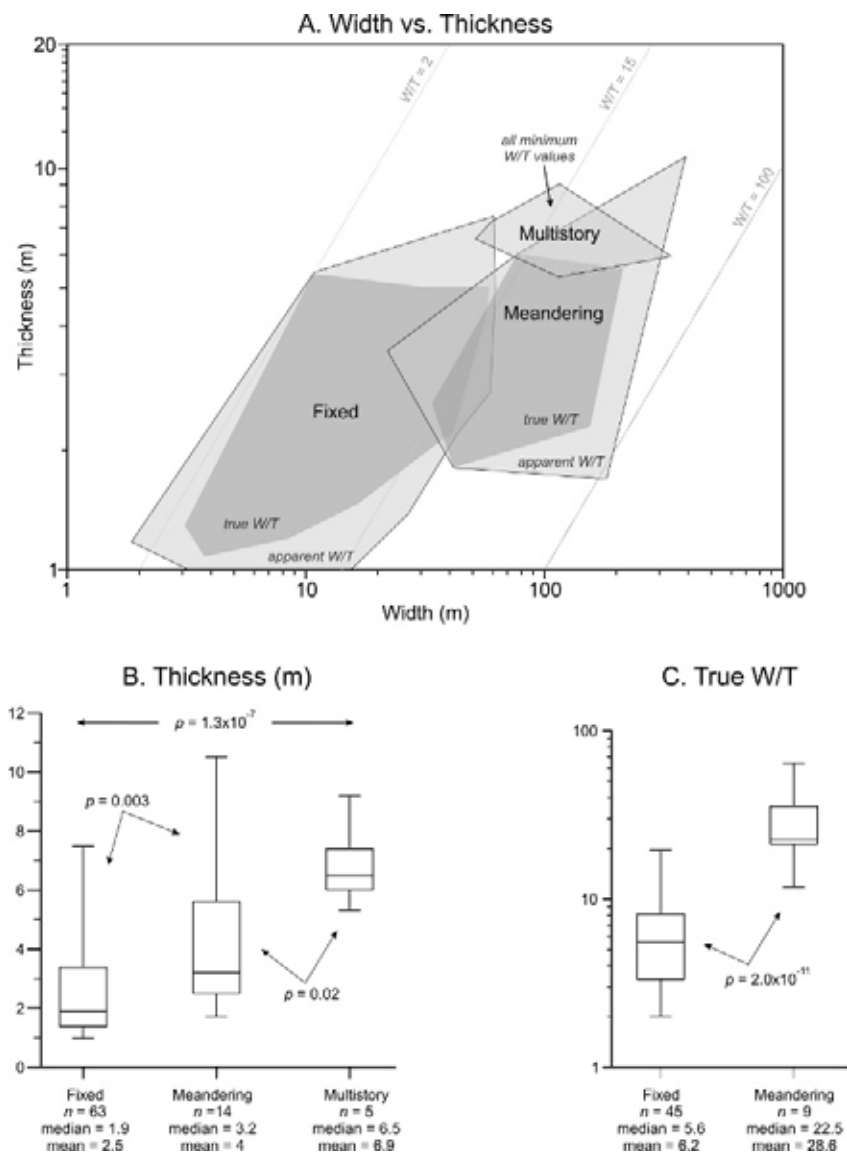 A. Width vs. Thickness
20
10
1
Thickness (m)
W/T = 2
W/T = 15
W/T = 100
all minimum
W/T values
Multistory
Meandering
Fixed
true W/T
apparent W/T
true W/T
apparent W/T
1
10
100
1000
Width (m)
B. Thickness (m)
12
10
8
6
4
2
0
p = 1.3x10⁻⁷
p = 0.003
p = 0.02
Fixed
n = 63
median = 1.9
mean = 2.5
Meandering
n =14
median = 3.2
mean = 4
Multistory
n = 5
median = 6.5
mean = 6.9
C. True W/T
100
10
1
p = 2.0x10⁻¹¹
Fixed
n = 45
median = 5.6
mean = 6.2
Meandering
n = 9
median = 22.5
mean = 28.6